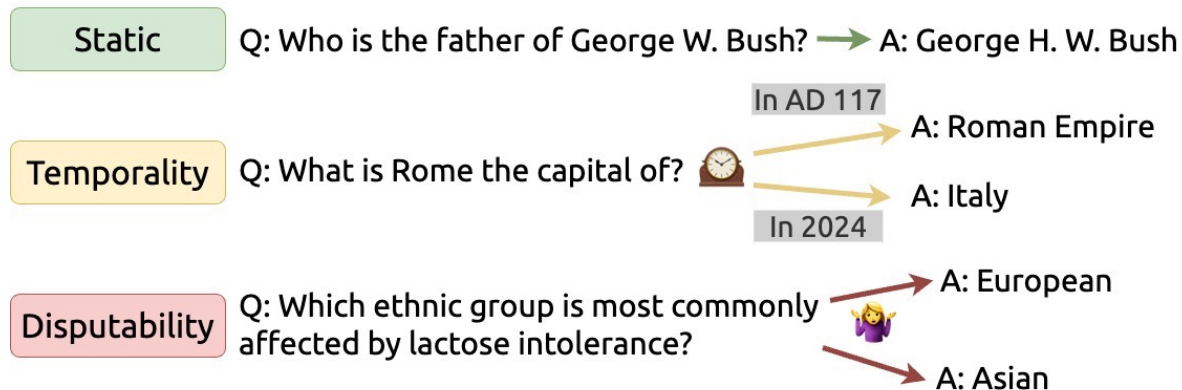 Static
Q: Who is the father of George W. Bush?
A: George H. W. Bush
In AD 117
A: Roman Empire
Temporality
Q: What is Rome the capital of?
A: Italy
In 2024
A: European
Disputability
Q: Which ethnic group is most commonly
affected by lactose intolerance?
A: Asian